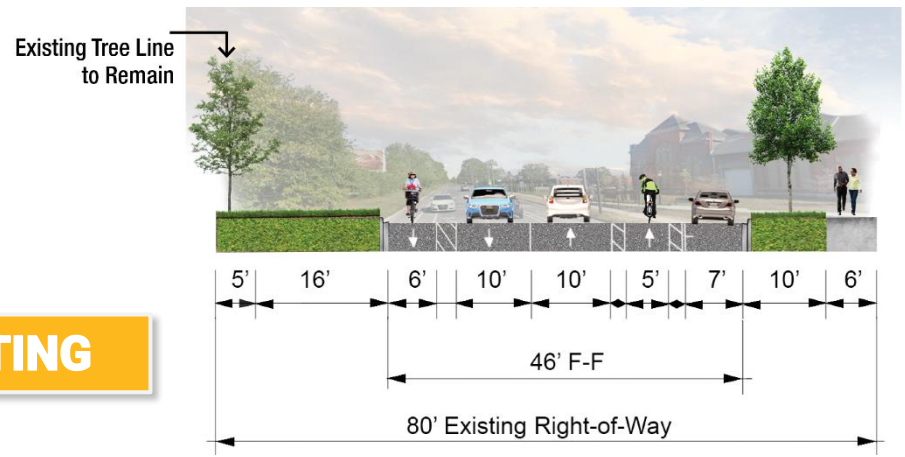 Existing Tree Line
to Remain
5' 16' 6' 10' 10' 5' 7' 10' 6'
TING
46' F-F
80' Existing Right-of-Way